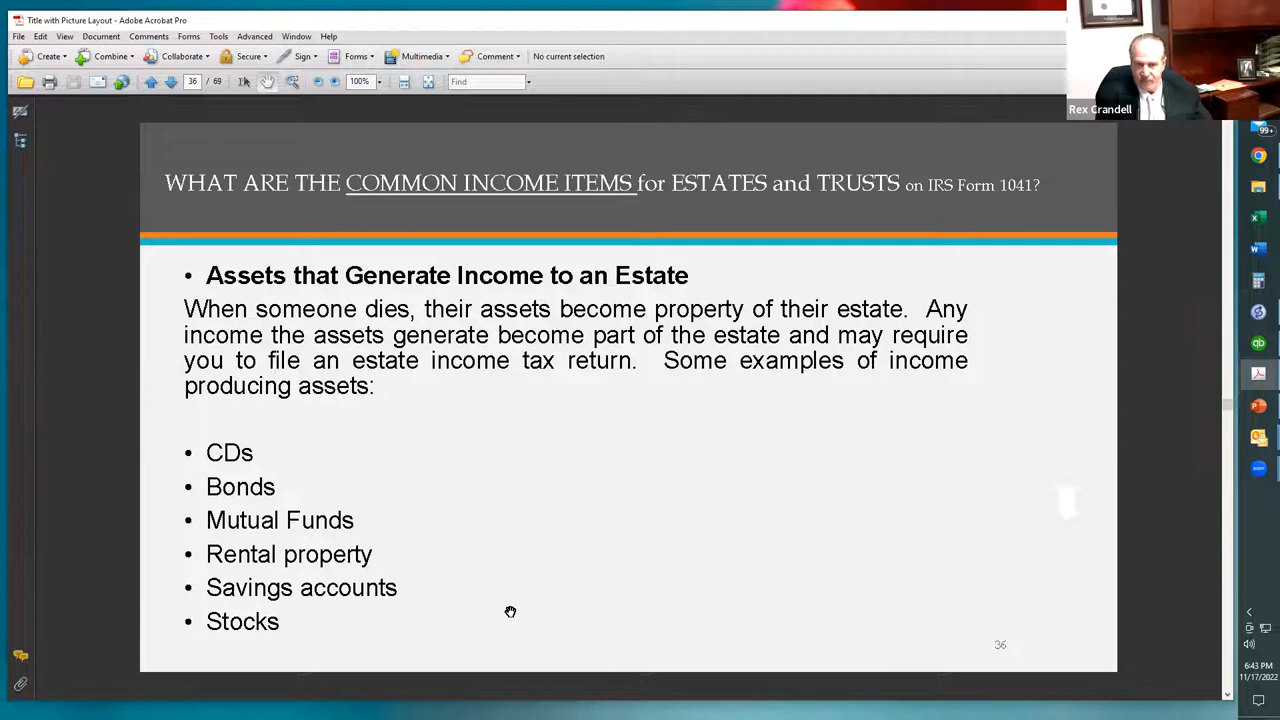 Title with Picture Layout - Adobe Acrobat Pro
File Edit View Document Comments Forms Tools Advanced Window Help
Create Combine Collaborate Secure Sign Forms Multimedia Comment No current selection
36 / 69 100% Find
Rex Crandell
99+
WHAT ARE THE COMMON INCOME ITEMS for ESTATES and TRUSTS on IRS Form 1041?
• Assets that Generate Income to an Estate
When someone dies, their assets become property of their estate. Any
income the assets generate become part of the estate and may require
you to file an estate income tax return. Some examples of income
producing assets:
• CDs
• Bonds
• Mutual Funds
• Rental property
• Savings accounts
• Stocks
36
6:43 PM
11/17/2022